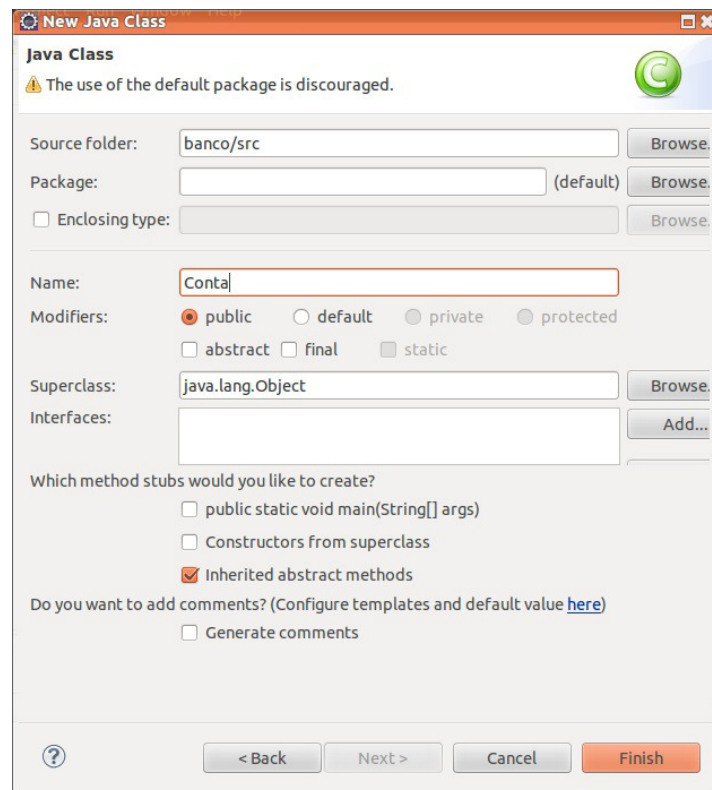 New Java Class
Java Class
The use of the default package is discouraged.
Source folder: banco/src Browse.
Package: (default) Browse.
Enclosing type: Browse.
Name: Conta
Modifiers: public default private protected
abstract final static
Superclass: java.lang.Object Browse.
Interfaces: Add...
Which method stubs would you like to create?
public static void main(String[] args)
Constructors from superclass
Inherited abstract methods
Do you want to add comments? (Configure templates and default value here)
Generate comments
? < Back Next > Cancel Finish